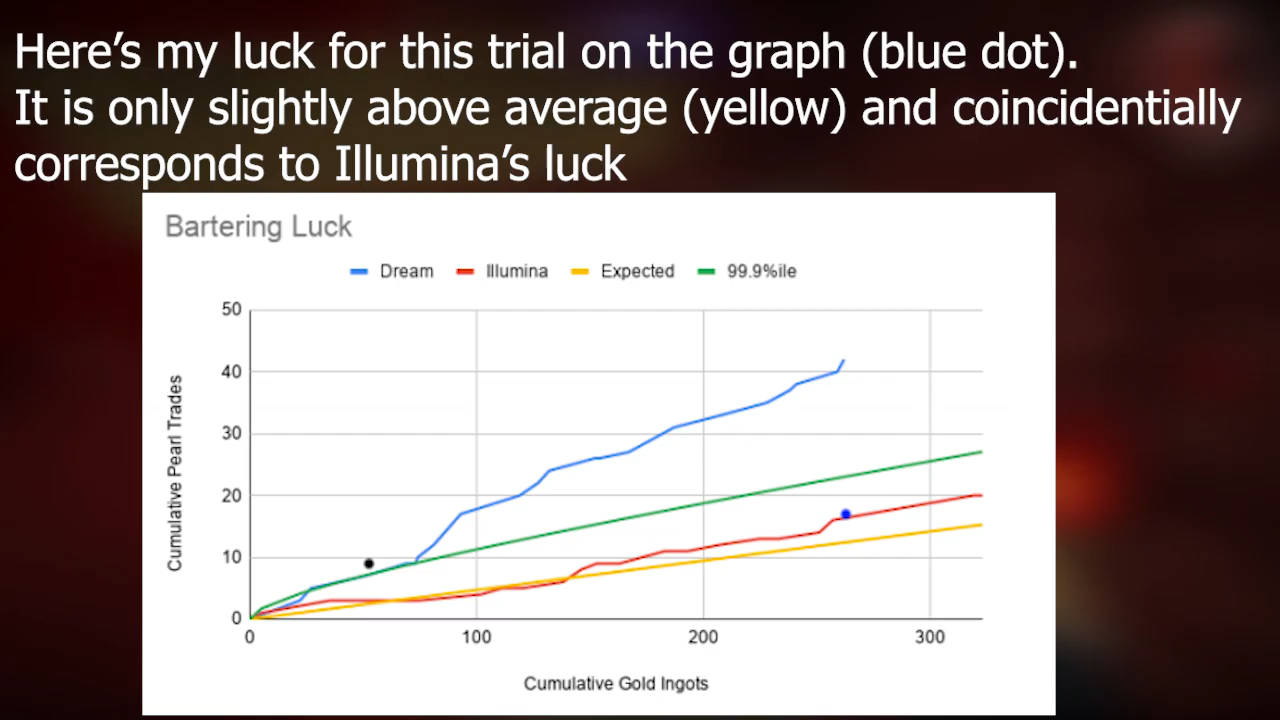 Here's my luck for this trial on the graph (blue dot).
It is only slightly above average (yellow) and coincidentally
corresponds to Illumina's luck
Bartering Luck
Dream Illumina Expected 99.9%ile
Cumulative Pearl Trades
50
40
30
20
10
0
0 100 200 300
Cumulative Gold Ingots